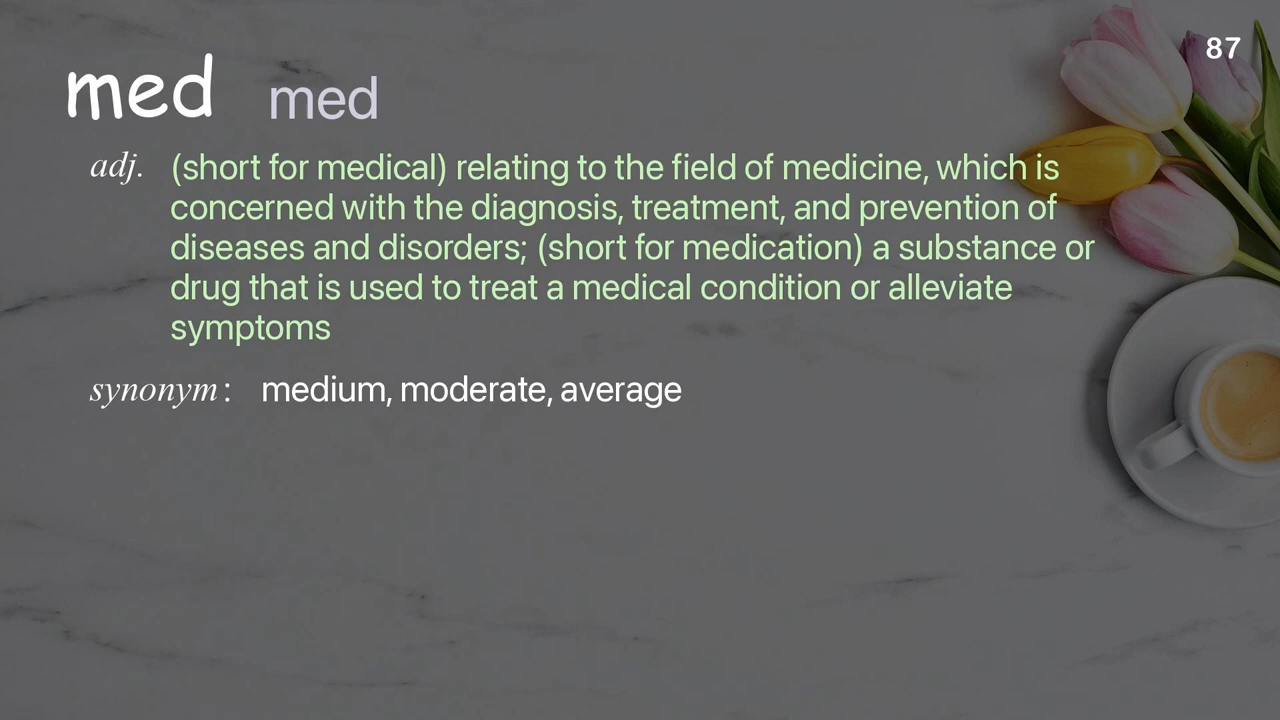 87
med med
adj. (short for medical) relating to the field of medicine, which is
concerned with the diagnosis, treatment, and prevention of
diseases and disorders; (short for medication) a substance or
drug that is used to treat a medical condition or alleviate
symptoms
synonym: medium, moderate, average